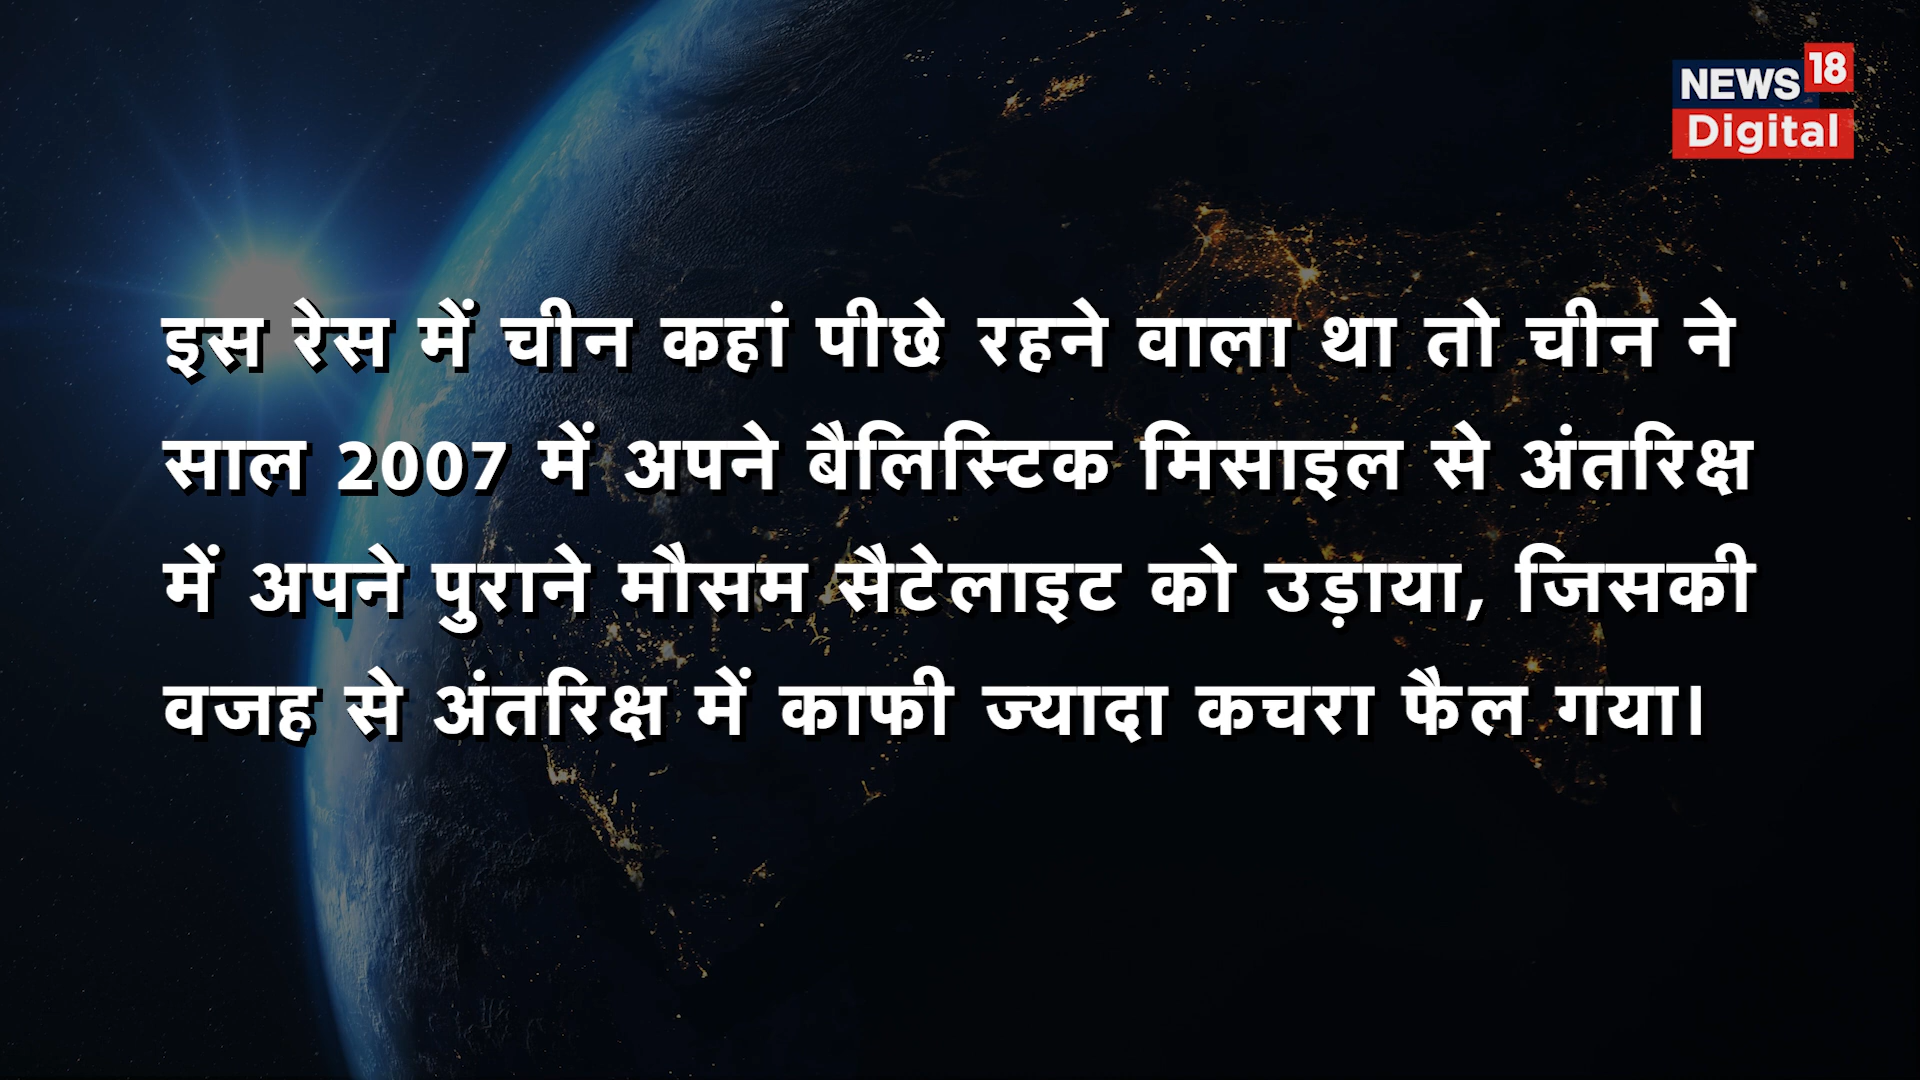 NEWS 18
Digital
इस रेस में चीन कहां पीछे रहने वाला था तो चीन ने
साल 2007 में अपने बैलिस्टिक मिसाइल से अंतरिक्ष
में अपने पुराने मौसम सैटेलाइट को उड़ाया, जिसकी
वजह से अंतरिक्ष में काफी ज्यादा कचरा फैल गया।